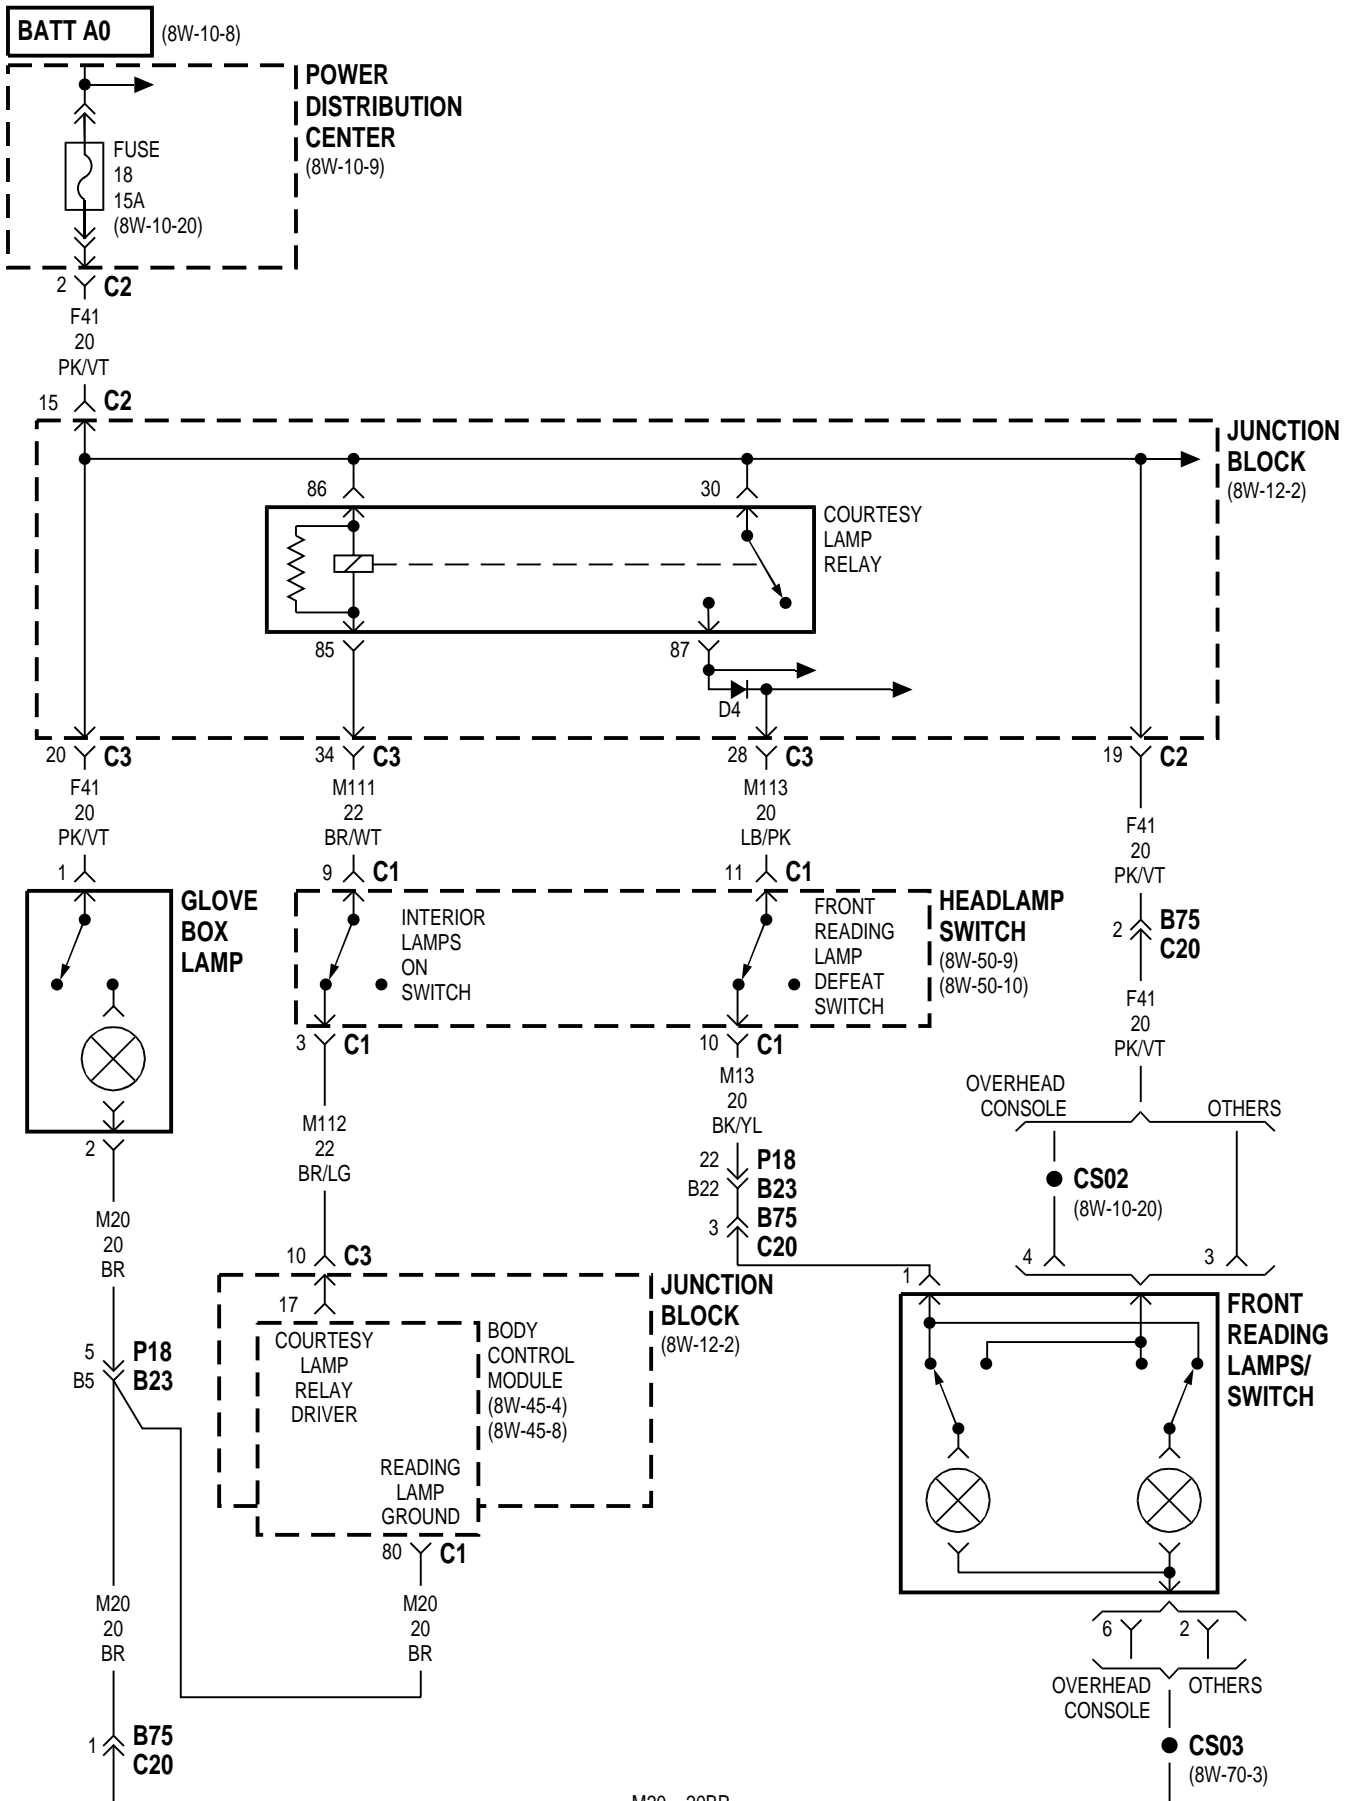 BATT A0
(8W-10-8)
POWER
DISTRIBUTION
CENTER
(8W-10-9)
FUSE
18
15A
(8W-10-20)
2 C2
F41
20
PK/VT
15 C2
JUNCTION
BLOCK
(8W-12-2)
86
30
COURTESY
LAMP
RELAY
85
87
D4
20 C3
34 C3
28 C3
19 C2
F41
20
PK/VT
M111
22
BR/WT
M113
20
LB/PK
F41
20
PK/VT
1
9 C1
11 C1
GLOVE
BOX
LAMP
INTERIOR
LAMPS
ON
SWITCH
FRONT
READING
LAMP
DEFEAT
SWITCH
HEADLAMP
SWITCH
(8W-50-9)
(8W-50-10)
2 B75
C20
F41
20
PK/VT
3 C1
10 C1
M13
20
BK/YL
OVERHEAD
CONSOLE
OTHERS
2
M112
22
BR/LG
22 P18
B22 B23
3 B75
C20
CS02
(8W-10-20)
M20
20
BR
10 C3
4
3
1
17
JUNCTION
BLOCK
(8W-12-2)
FRONT
READING
LAMPS/
SWITCH
COURTESY
LAMP
RELAY
DRIVER
BODY
CONTROL
MODULE
(8W-45-4)
(8W-45-8)
5 P18
B5 B23
READING
LAMP
GROUND
80 C1
M20
20
BR
M20
20
BR
6
2
OVERHEAD
CONSOLE
OTHERS
1 B75
C20
CS03
(8W-70-3)